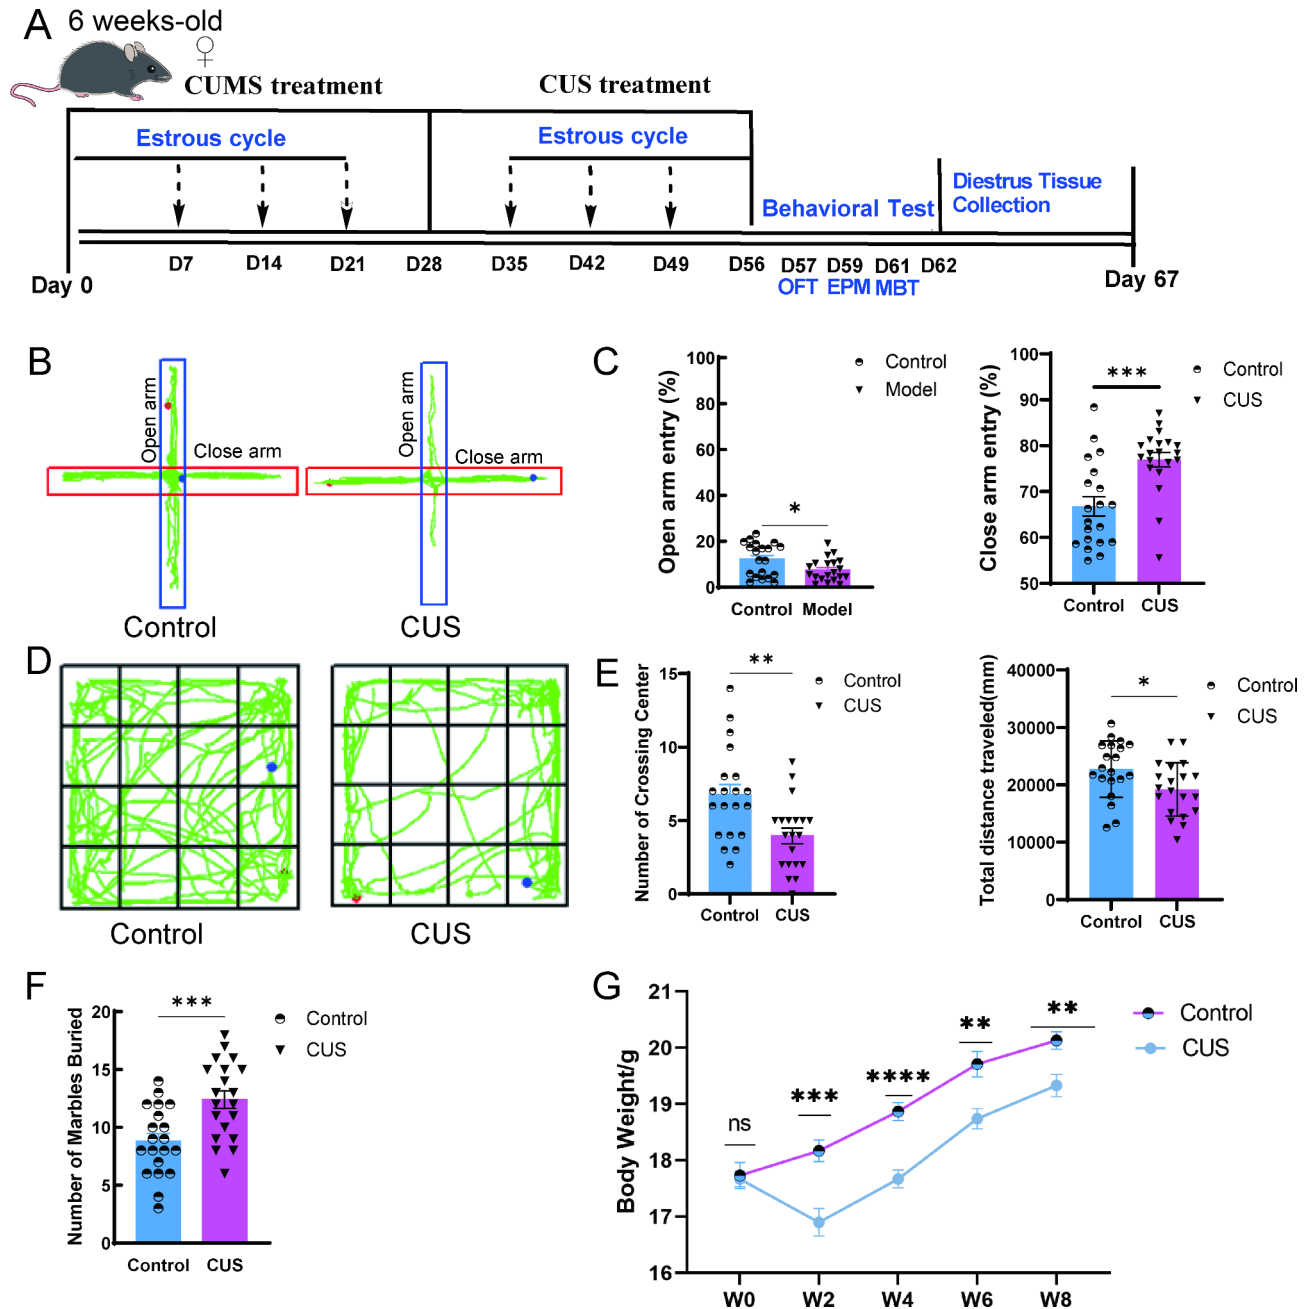 A 6 weeks-old
♀
CUMS treatment CUS treatment
Estrous cycle Estrous cycle
Behavioral Test
Diestrus Tissue
Collection
D7 D14 D21 D28 D35 D42 D49 D56 D57 D59 D61 D62
OFT EPM MBT
Day 0 Day 67
B
Open arm
Close arm
Control
Open arm
Close arm
CUS
C
Open arm entry (%)
100
80
60
40
20
0
*
Control
Model
Control Model
Close arm entry (%)
100
90
80
70
60
50
***
Control
CUS
Control CUS
D
Control CUS
E
Number of Crossing Center
15
10
5
0
**
Control
CUS
Control CUS
Total distance traveled(mm)
40000
30000
20000
10000
0
*
Control
CUS
Control CUS
F
Number of Marbles Buried
20
15
10
5
0
***
Control
CUS
Control CUS
G
Body Weight/g
21
20
19
18
17
16
ns *** **** ** **
Control
CUS
W0 W2 W4 W6 W8